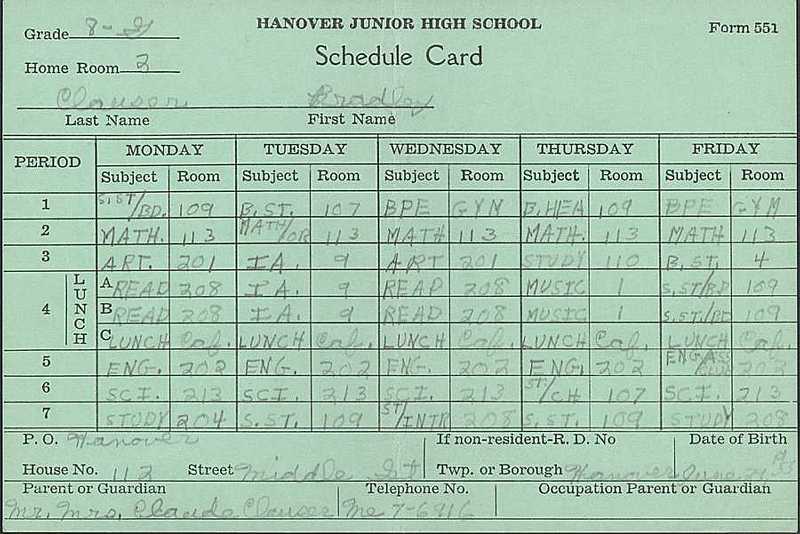 HANOVER JUNIOR HIGH SCHOOL
Form 551
Grade 8-
Home Room 2
Schedule Card
Clauser Bradley
Last Name First Name
PERIOD MONDAY TUESDAY WEDNESDAY THURSDAY FRIDAY
Subject Room Subject Room Subject Room Subject Room Subject Room
1 S.ST/BD. 109 B.ST. 107 BPE GYM B.HEA 109 BPE GYM
2 MATH. 113 MATH/OR 113 MATH 113 MATH. 113 MATH 113
3 ART. 201 I A. 9 ART 201 STUDY 110 B.ST. 4
LUNCH
4
A READ 208 I A. 9 READ 208 MUSIC 1 S.ST/BD 109
B READ 208 I A. 9 READ 208 MUSIC 1 S.ST/BD 109
C LUNCH Caf. LUNCH Caf. LUNCH Caf. LUNCH Caf. LUNCH Caf.
5 ENG. 202 ENG. 202 ENG. 202 ENG. 202 ENG 202
6 SCI. 213 SCI. 213 SCI. 213 ST/CH 107 SCI. 213
7 STUDY 204 S.ST. 109 ST/INTR 208 S.ST. 109 STUDY 208
P. O. Hanover If non-resident-R. D. No Date of Birth
House No. 112 Street Middle St Twp. or Borough Hanover June 21
Parent or Guardian Telephone No. Occupation Parent or Guardian
Mr. Mrs. Claude Clauser Me 7-6916